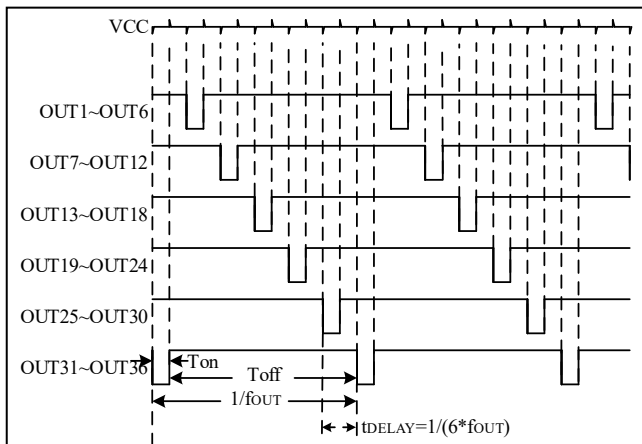 VCC
OUT1~OUT6
OUT7~OUT12
OUT13~OUT18
OUT19~OUT24
OUT25~OUT30
OUT31~OUT36
Ton
Toff
1/fOUT
tDELAY=1/(6*fOUT)